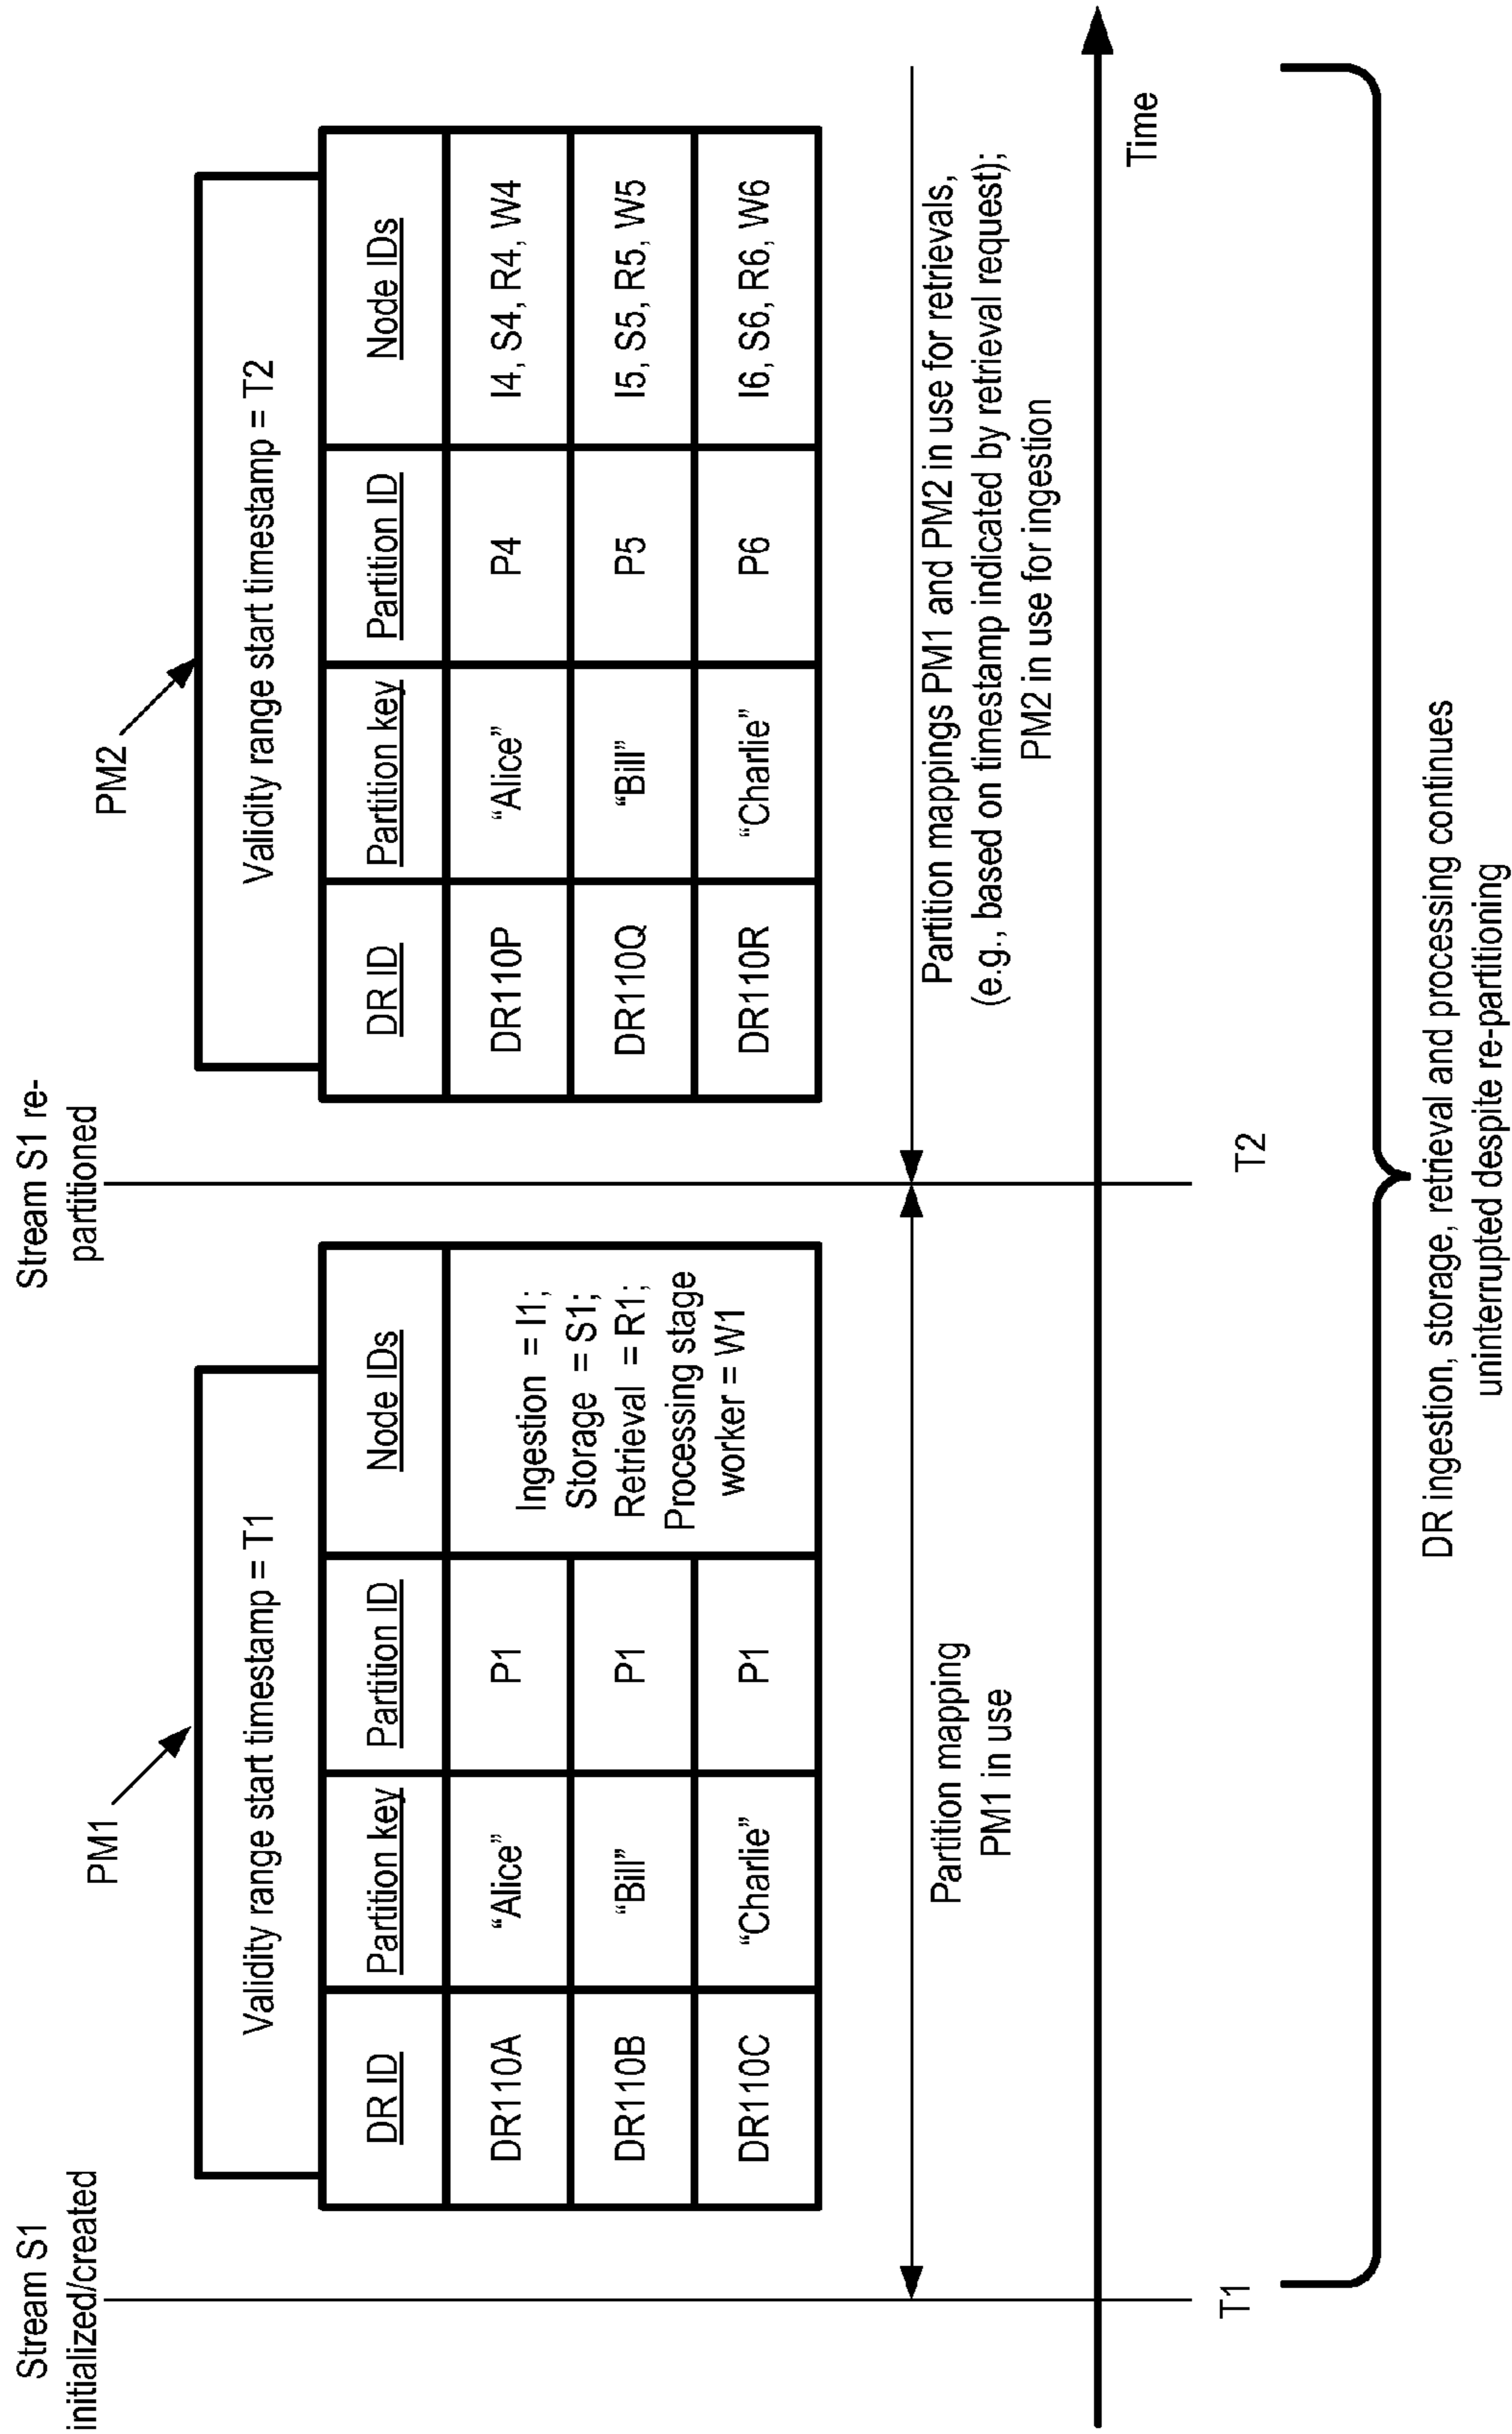 Stream S1
initialized/created
Stream S1 re-
partitioned
PM1
Validity range start timestamp = T1
DR ID
Partition key
Partition ID
Node IDs
DR110A
“Alice”
P1
DR110B
“Bill”
P1
DR110C
“Charlie”
P1
Ingestion = I1;
Storage = S1;
Retrieval = R1;
Processing stage
worker = W1
PM2
Validity range start timestamp = T2
DR ID
Partition key
Partition ID
Node IDs
DR110P
“Alice”
P4
I4, S4, R4, W4
DR110Q
“Bill”
P5
I5, S5, R5, W5
DR110R
“Charlie”
P6
I6, S6, R6, W6
Partition mapping
PM1 in use
Partition mappings PM1 and PM2 in use for retrievals,
(e.g., based on timestamp indicated by retrieval request);
PM2 in use for ingestion
Time
T1
T2
DR ingestion, storage, retrieval and processing continues
uninterrupted despite re-partitioning